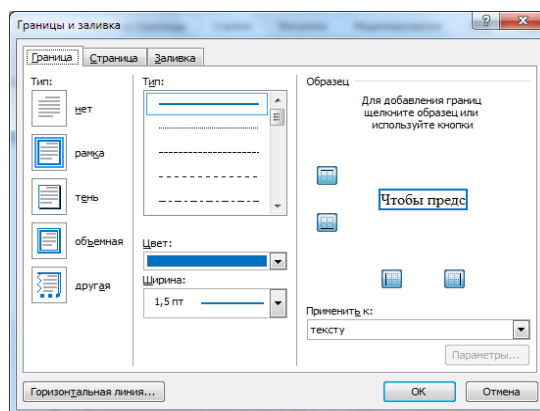 Границы и заливка
Граница
Страница
Заливка
Тип:
нет
рамка
тень
объемная
другая
Тип:
Цвет:
Ширина:
1,5 пт
Образец
Для добавления границ
щелкните образец или
используйте кнопки
Чтобы предс
Применить к:
тексту
Параметры...
Горизонтальная линия...
ОК
Отмена